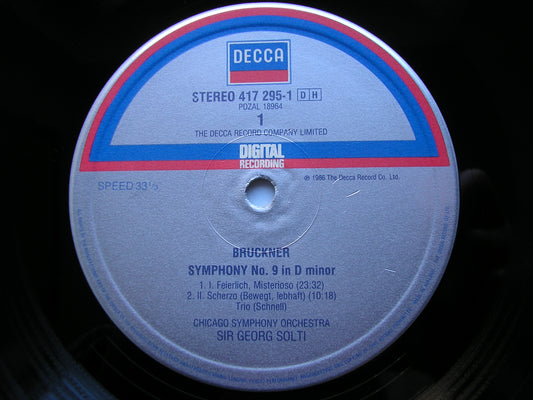 DECCA
STEREO 417 295-1 DH
PDZAL 18964
1
THE DECCA RECORD COMPANY LIMITED
DIGITAL
RECORDING
SPEED 33⅓
℗ 1986 The Decca Record Co. Ltd.
BRUCKNER
SYMPHONY No. 9 in D minor
1. I. Feierlich, Misterioso (23:32)
2. II. Scherzo (Bewegt, lebhaft) (10:18)
Trio (Schnell)
CHICAGO SYMPHONY ORCHESTRA
SIR GEORG SOLTI